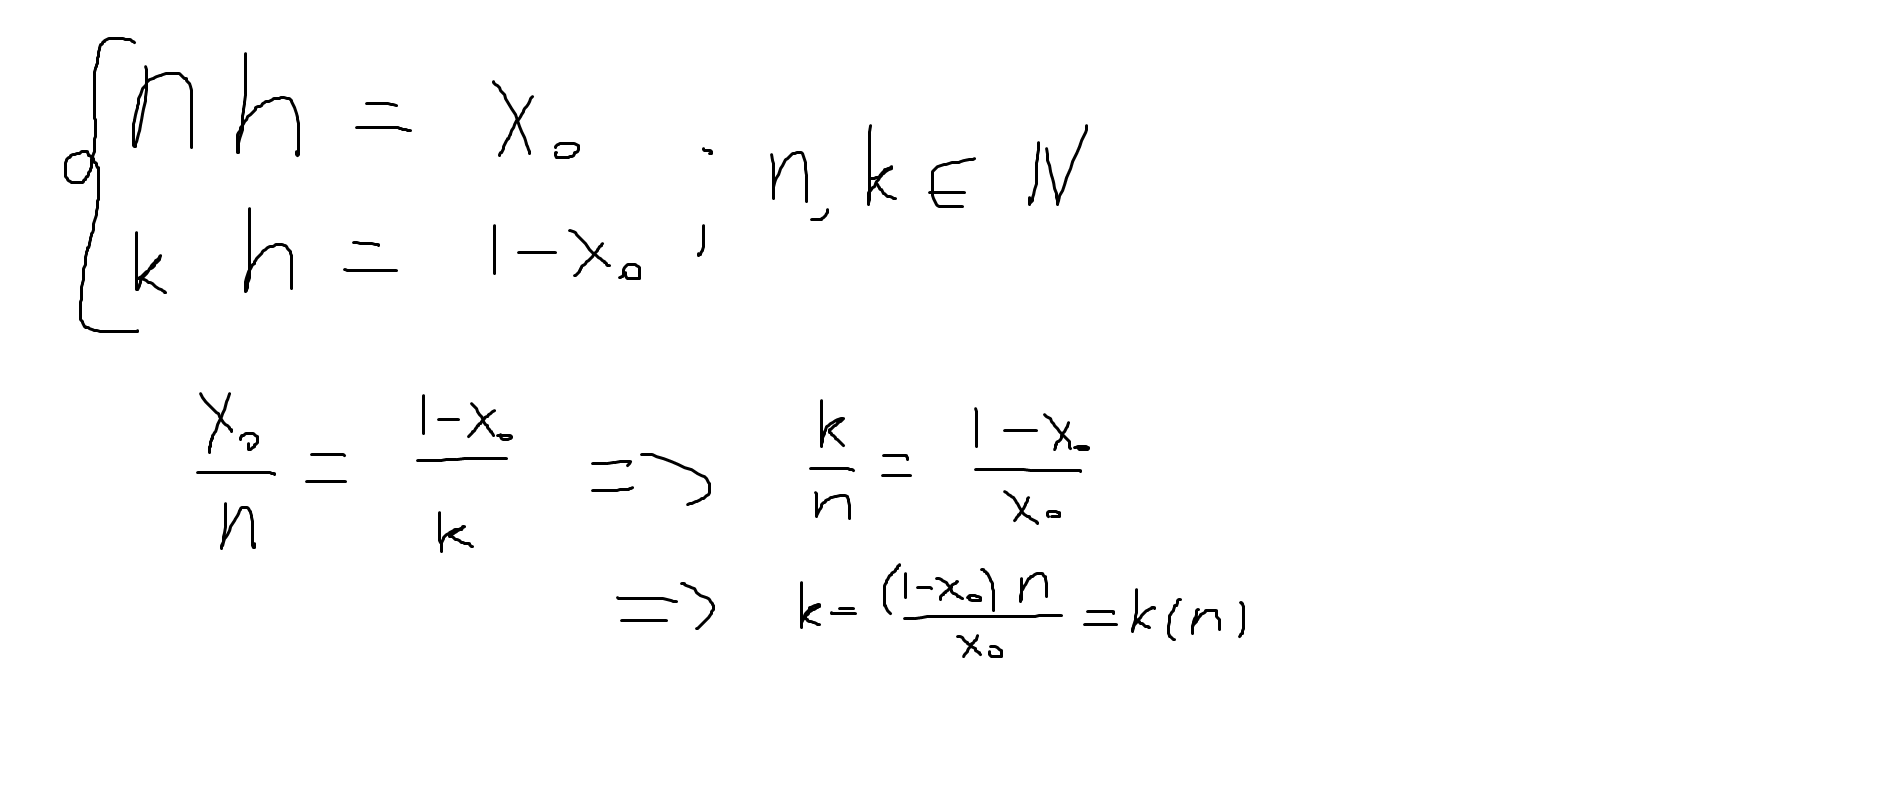 { n h = x₀
k h = 1 - x₀ ; n, k ∈ N
x₀/n = (1-x₀)/k => k/n = (1-x₀)/x₀
=> k = (1-x₀) n / x₀ = k(n)